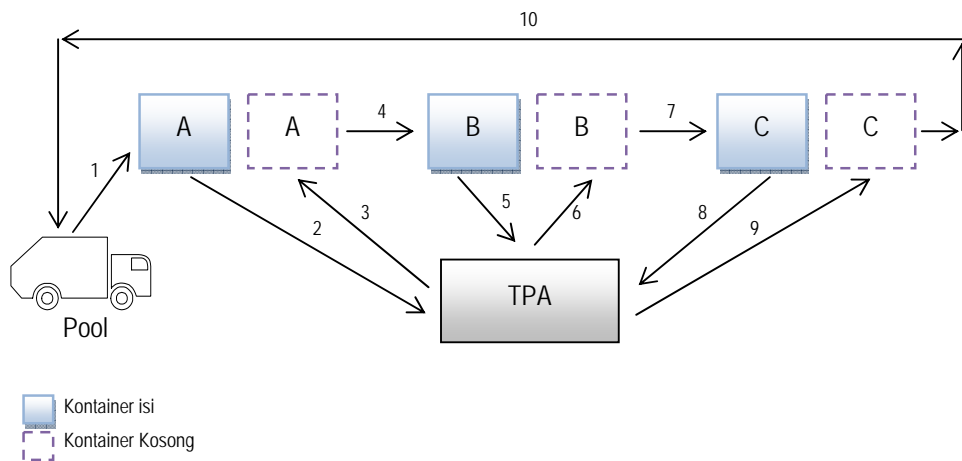 10
A A 4 B B 7 C C
1
2 3 5 6 8 9
TPA
Pool
Kontainer isi
Kontainer Kosong